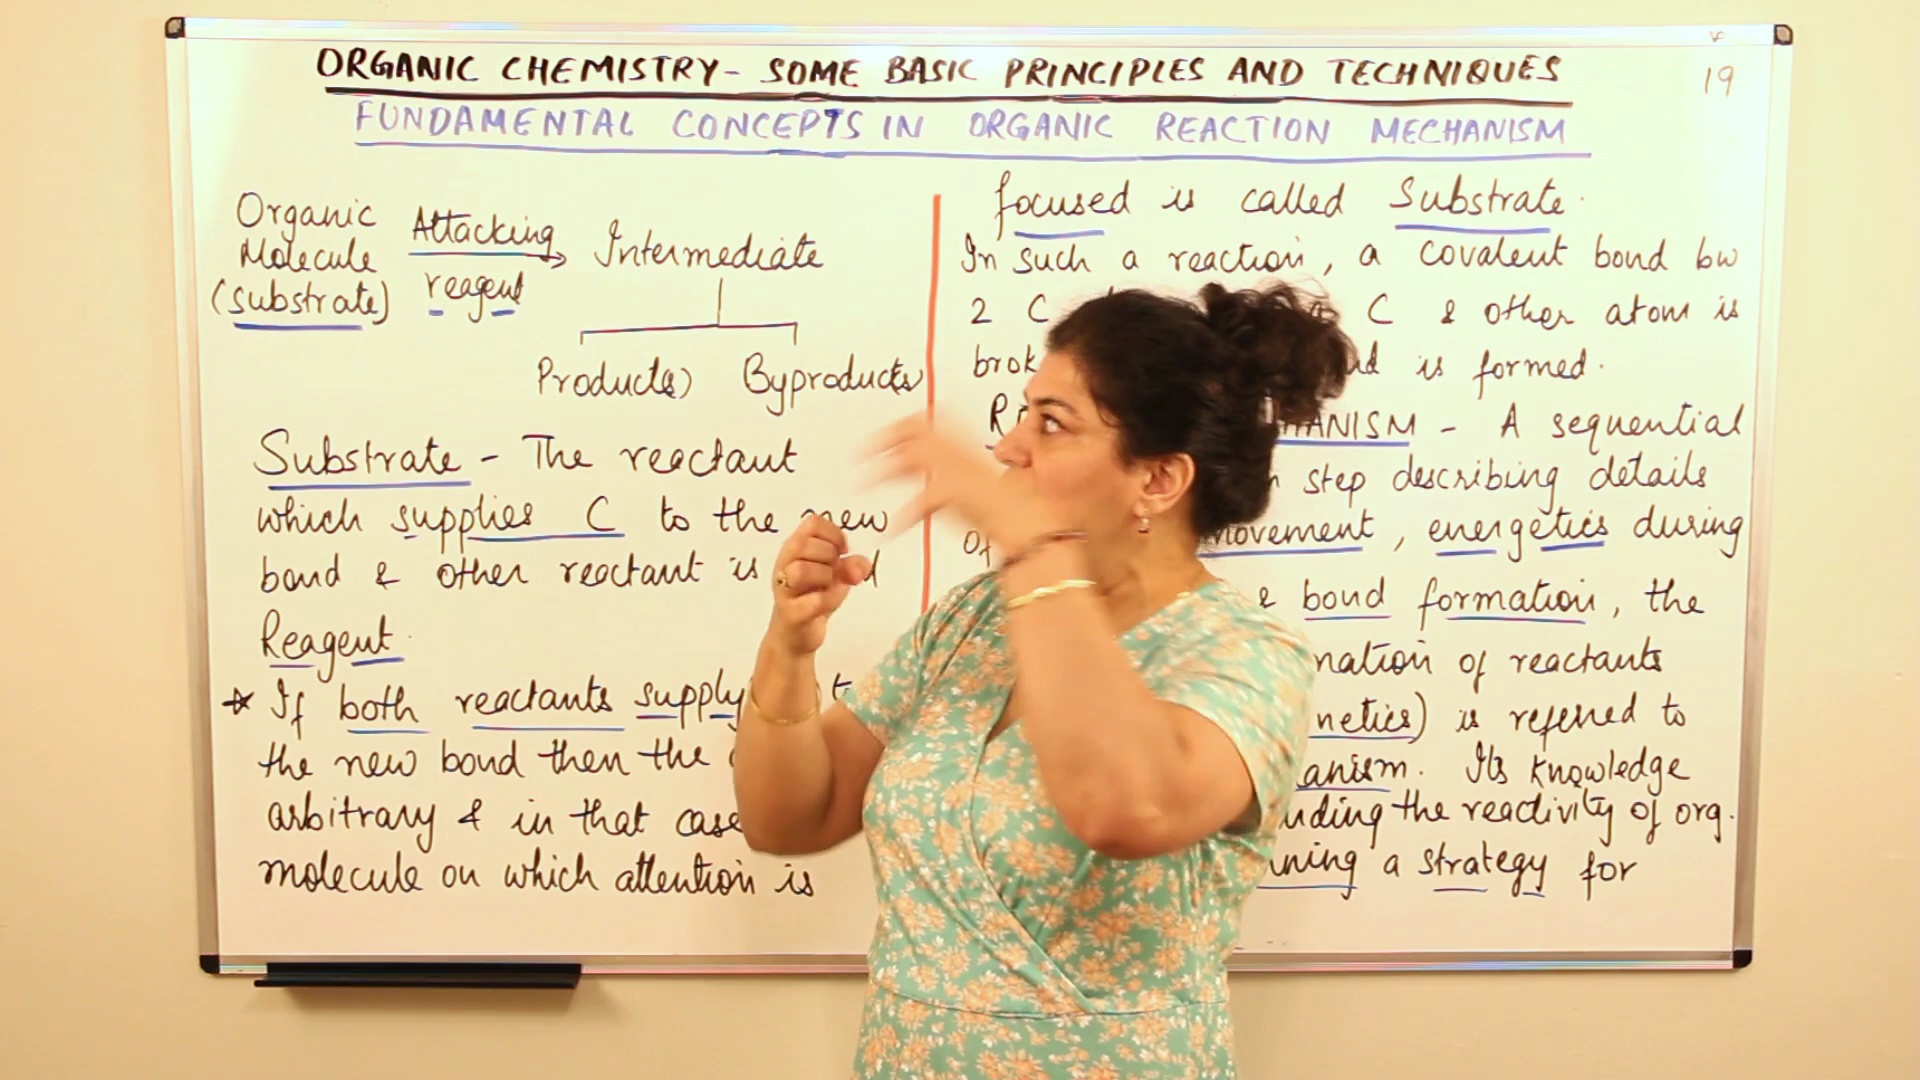 ORGANIC CHEMISTRY - SOME BASIC PRINCIPLES AND TECHNIQUES
19
FUNDAMENTAL CONCEPTS IN ORGANIC REACTION MECHANISM
Organic Molecule (substrate)
Attacking reagent
Intermediate
Product(s)
Byproducts
Substrate - The reactant
which supplies C to the new
bond & other reactant is
Reagent.
* If both reactants supply
the new bond then the
arbitrary & in that case
molecule on which attention is
focused is called Substrate.
In such a reaction, a covalent bond bw
2 C C & other atom is
is formed.
- A sequential
step describing details
of movement, energetics during
& bond formation, the
of reactants
is referred to
Its knowledge
the reactivity of org.
a strategy for